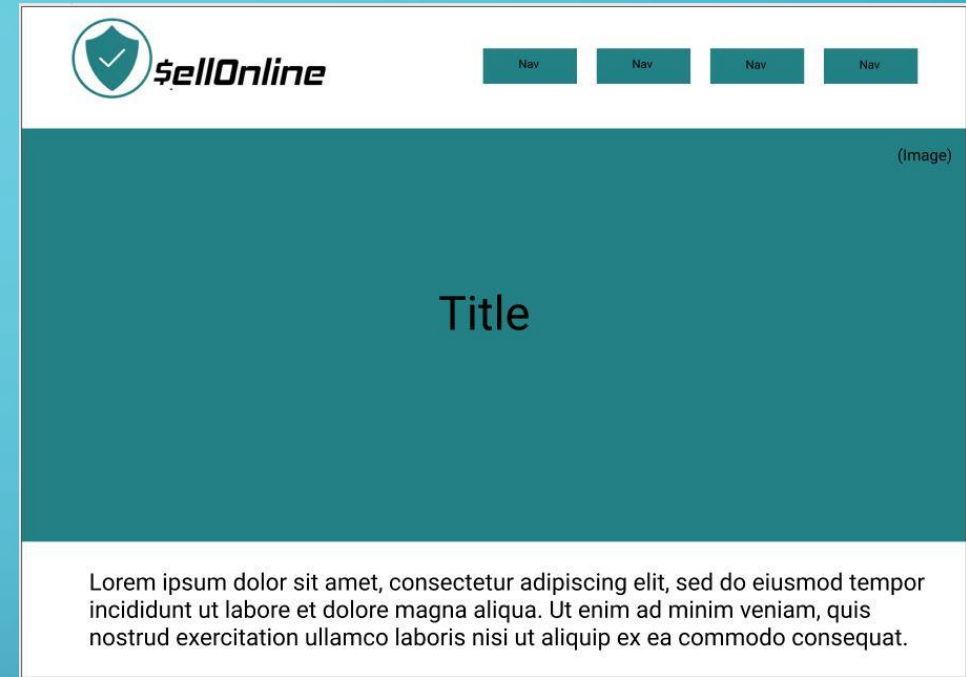 $ellOnline
Nav Nav Nav Nav
(Image)
Title
Lorem ipsum dolor sit amet, consectetur adipiscing elit, sed do eiusmod tempor
incididunt ut labore et dolore magna aliqua. Ut enim ad minim veniam, quis
nostrud exercitation ullamco laboris nisi ut aliquip ex ea commodo consequat.